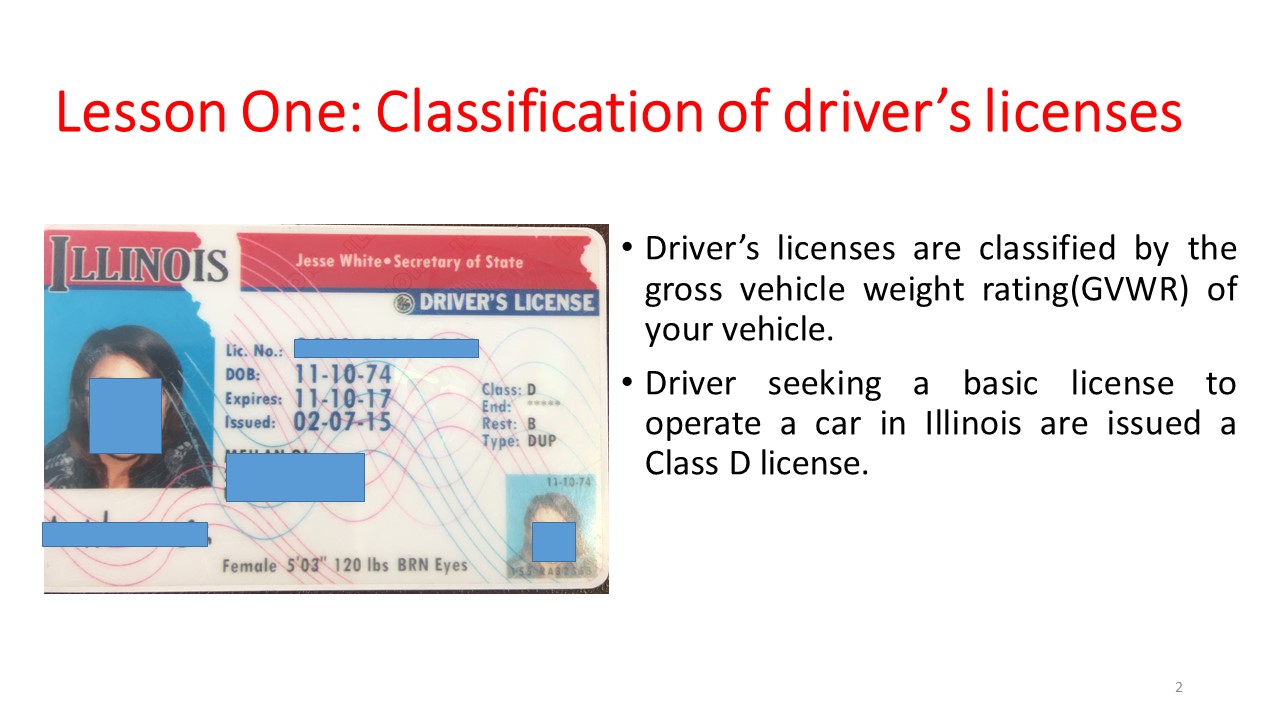 Lesson One: Classification of driver’s licenses
ILLINOIS
Jesse White•Secretary of State
DRIVER'S LICENSE
Lic. No.:
DOB: 11-10-74
Expires: 11-10-17
Issued: 02-07-15
Class: D
End: *****
Rest: B
Type: DUP
11-10-74
Female 5'03" 120 lbs BRN Eyes
• Driver’s licenses are classified by the
gross vehicle weight rating(GVWR) of
your vehicle.
• Driver seeking a basic license to
operate a car in Illinois are issued a
Class D license.
2